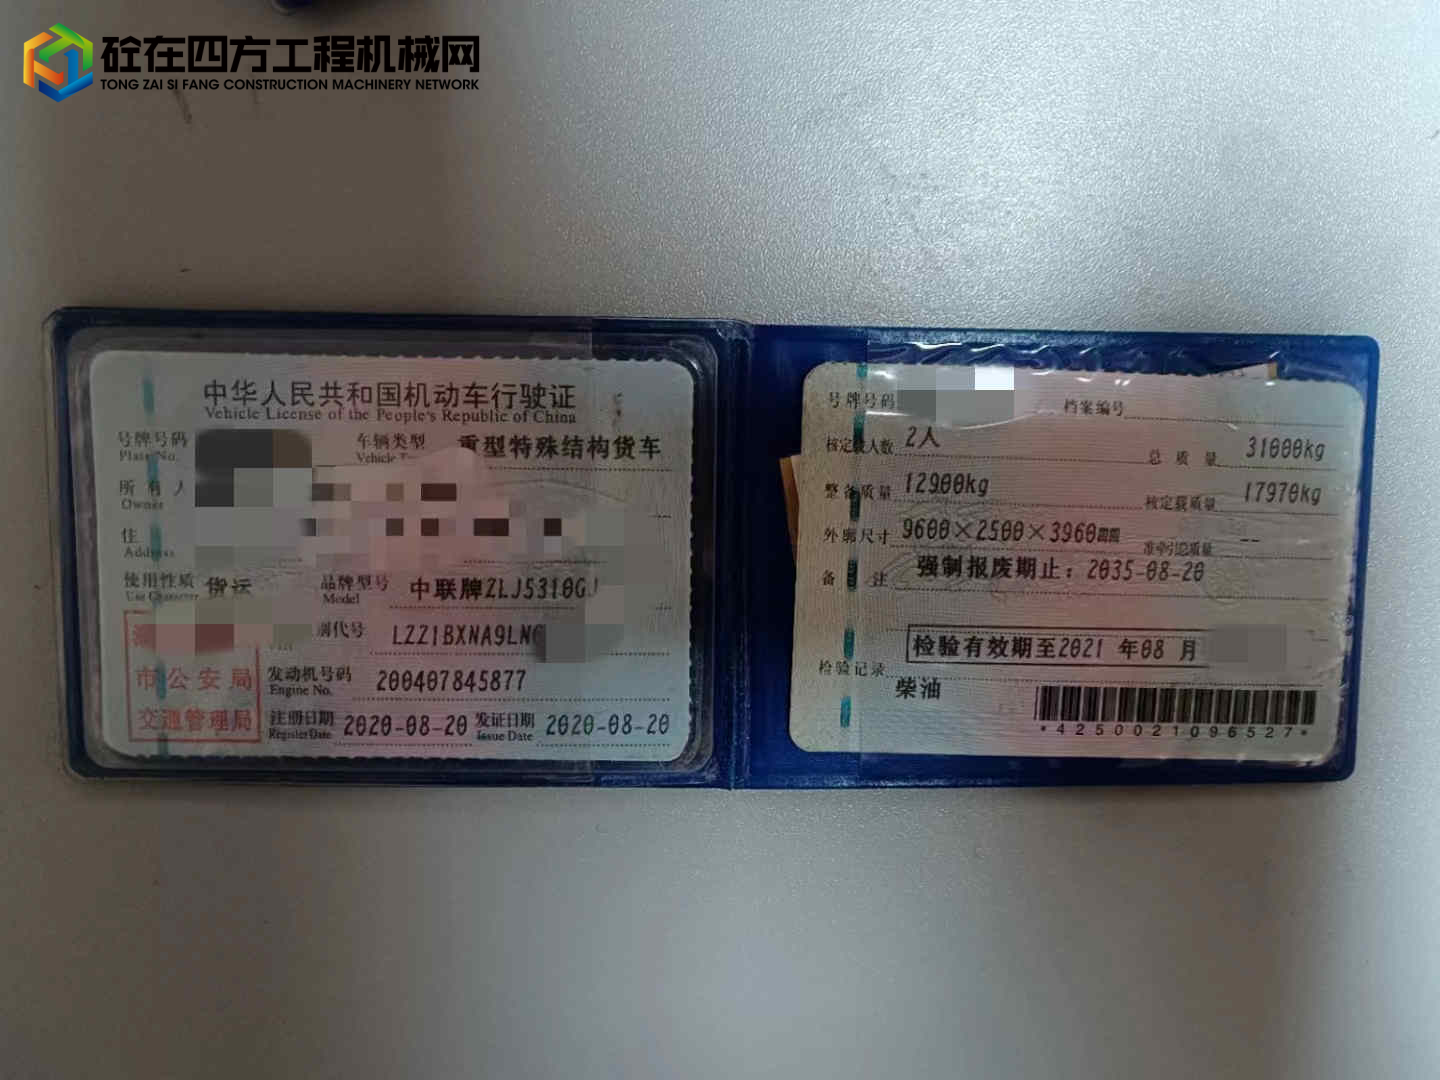 砼在四方工程机械网
TONG ZAI SI FANG CONSTRUCTION MACHINERY NETWORK
中华人民共和国机动车行驶证
Vehicle License of the People's Republic of China
号牌号码
Plate No.
车辆类型 重型特殊结构货车
Vehicle
所有人
Owner
住
Address
使用性质 货运
Use Character
品牌型号 中联牌ZLJ5310GJ
Model
别代号 LZZ1BXNA9LN
市公安局
交通管理局
发动机号码 200407845877
Engine No.
注册日期 2020-08-20 发证日期 2020-08-20
Register Date Issue Date
号牌号码 档案编号
核定载人数 2人 总质量 31000kg
整备质量 12900kg 核定载质量 17970kg
外廓尺寸 9600×2500×3960mm 准牵引总质量 --
备注 强制报废期止：2035-08-20
检验记录 检验有效期至2021 年08 月
柴油
*4250021096527*